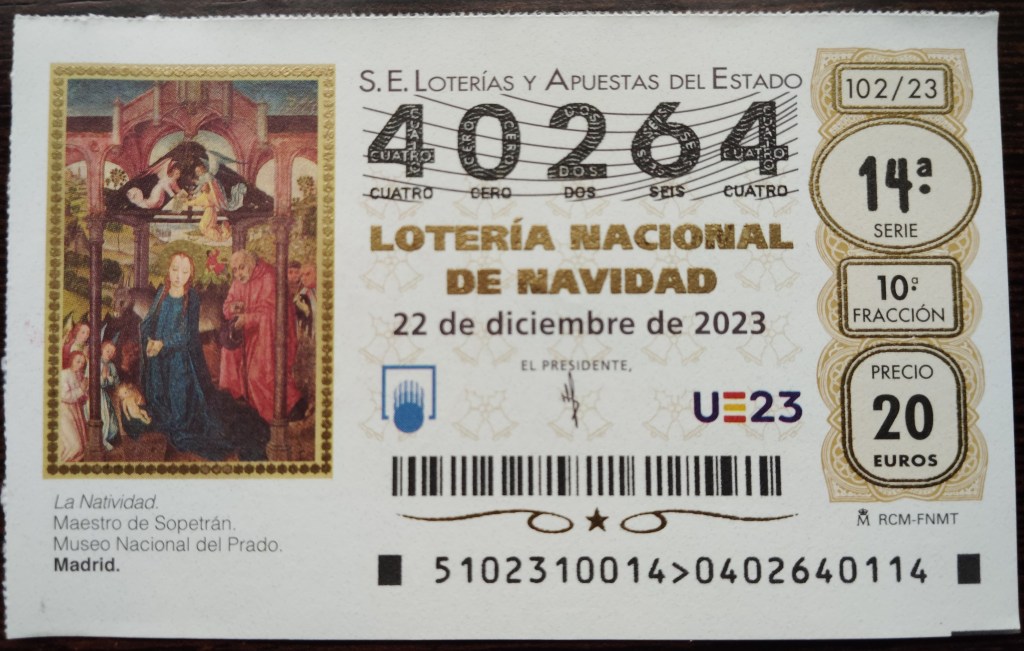 S.E. LOTERÍAS Y APUESTAS DEL ESTADO
40264
CUATRO CERO DOS SEIS CUATRO
LOTERÍA NACIONAL
DE NAVIDAD
22 de diciembre de 2023
EL PRESIDENTE,
UE23
102/23
14ª
SERIE
10ª
FRACCIÓN
PRECIO
20
EUROS
RCM-FNMT
La Natividad.
Maestro de Sopetrán.
Museo Nacional del Prado.
Madrid.
5102310014>0402640114